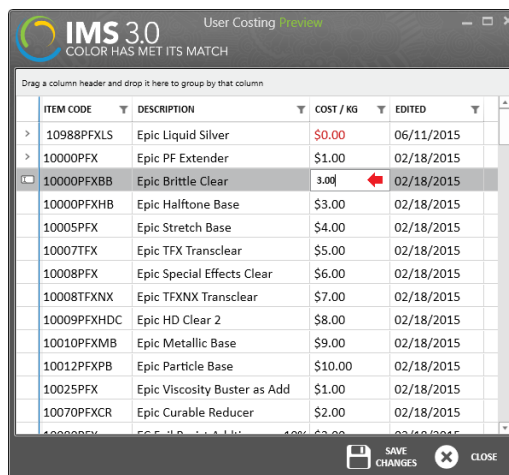 IMS 3.0
COLOR HAS MET ITS MATCH
User Costing Preview
Drag a column header and drop it here to group by that column
ITEM CODE DESCRIPTION COST / KG EDITED
10988PFXLS Epic Liquid Silver $0.00 06/11/2015
10000PFX Epic PF Extender $1.00 02/18/2015
10000PFXBB Epic Brittle Clear 3.00 02/18/2015
10000PFXHB Epic Halftone Base $3.00 02/18/2015
10005PFX Epic Stretch Base $4.00 02/18/2015
10007TFX Epic TFX Transclear $5.00 02/18/2015
10008PFX Epic Special Effects Clear $6.00 02/18/2015
10008TFXNX Epic TFXNX Transclear $7.00 02/18/2015
10009PFXHDC Epic HD Clear 2 $8.00 02/18/2015
10010PFXMB Epic Metallic Base $9.00 02/18/2015
10012PFXPB Epic Particle Base $10.00 02/18/2015
10025PFX Epic Viscosity Buster as Add $1.00 02/18/2015
10070PFXCR Epic Curable Reducer $2.00 02/18/2015
SAVE CHANGES CLOSE